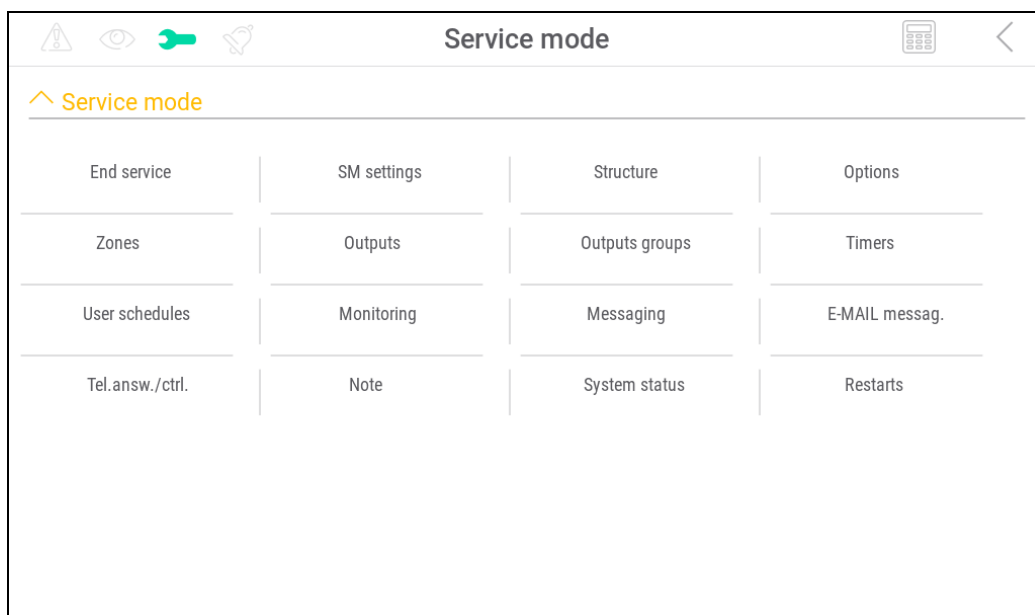 Service mode
Service mode
End service
SM settings
Structure
Options
Zones
Outputs
Outputs groups
Timers
User schedules
Monitoring
Messaging
E-MAIL messag.
Tel.answ./ctrl.
Note
System status
Restarts